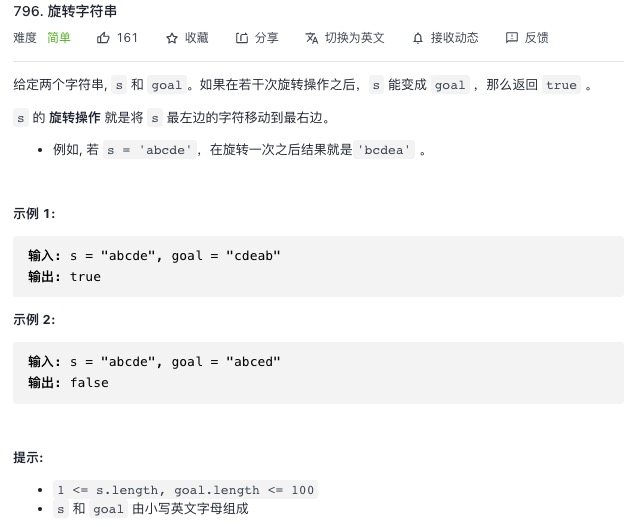 796. 旋转字符串
难度 简单 161 收藏 分享 切换为英文 接收动态 反馈
给定两个字符串, s 和 goal 。如果在若干次旋转操作之后， s 能变成 goal ，那么返回 true 。
s 的 旋转操作 就是将 s 最左边的字符移动到最右边。
• 例如, 若 s = 'abcde'，在旋转一次之后结果就是'bcdea' 。
示例 1:
输入: s = "abcde", goal = "cdeab"
输出: true
示例 2:
输入: s = "abcde", goal = "abced"
输出: false
提示:
• 1 <= s.length, goal.length <= 100
• s 和 goal 由小写英文字母组成